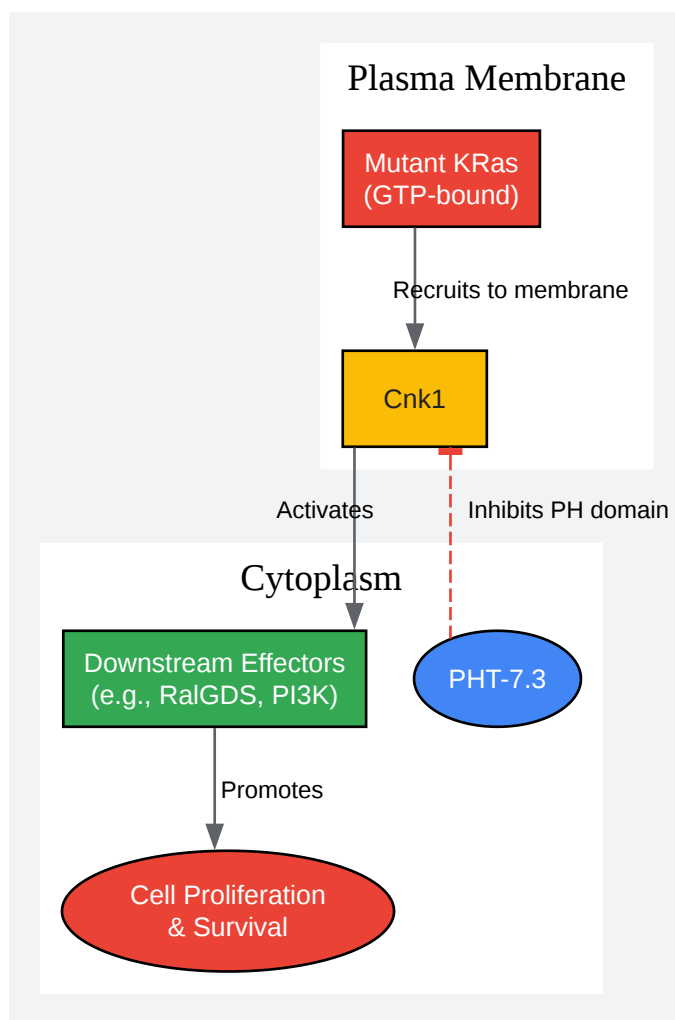 Plasma Membrane
Mutant KRas
(GTP-bound)
Recruits to membrane
Cnk1
Activates
Inhibits PH domain
Cytoplasm
Downstream Effectors
(e.g., RalGDS, PI3K)
PHT-7.3
Promotes
Cell Proliferation
& Survival